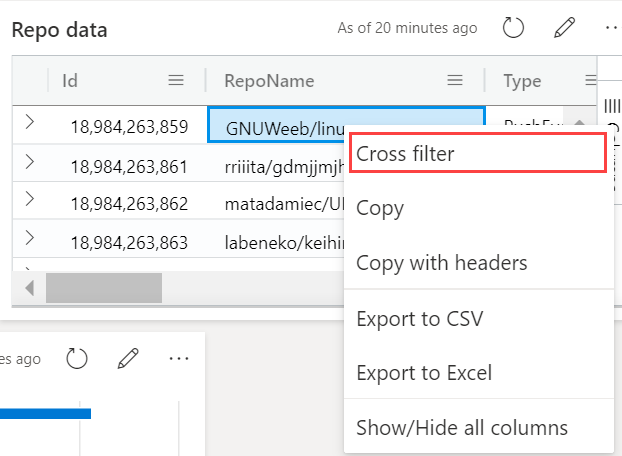 Repo data
As of 20 minutes ago
Id RepoName Type
18,984,263,859 GNUWeeb/linu
18,984,263,861 rriiita/gdmjjmjh
18,984,263,862 matadamiec/Ul
18,984,263,863 labeneko/keihin
Cross filter
Copy
Copy with headers
Export to CSV
Export to Excel
Show/Hide all columns
es ago